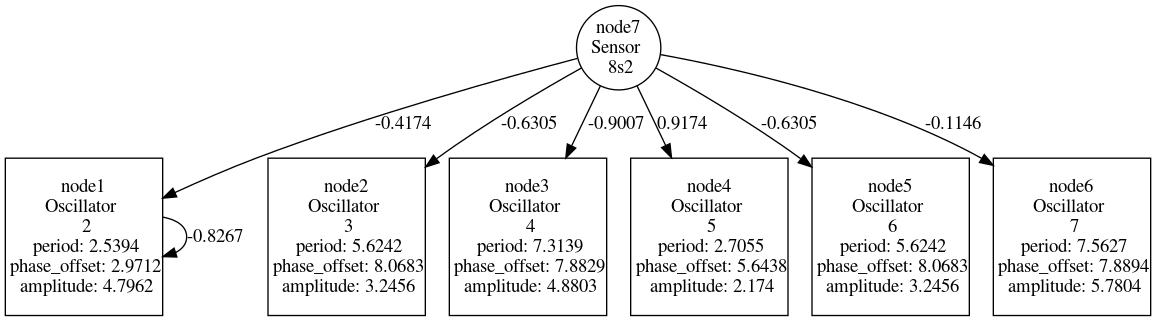 node7
Sensor
8s2
-0.4174
-0.6305
-0.9007
0.9174
-0.6305
-0.1146
node1
Oscillator
2
period: 2.5394
phase_offset: 2.9712
amplitude: 4.7962
-0.8267
node2
Oscillator
3
period: 5.6242
phase_offset: 8.0683
amplitude: 3.2456
node3
Oscillator
4
period: 7.3139
phase_offset: 7.8829
amplitude: 4.8803
node4
Oscillator
5
period: 2.7055
phase_offset: 5.6438
amplitude: 2.174
node5
Oscillator
6
period: 5.6242
phase_offset: 8.0683
amplitude: 3.2456
node6
Oscillator
7
period: 7.5627
phase_offset: 7.8894
amplitude: 5.7804